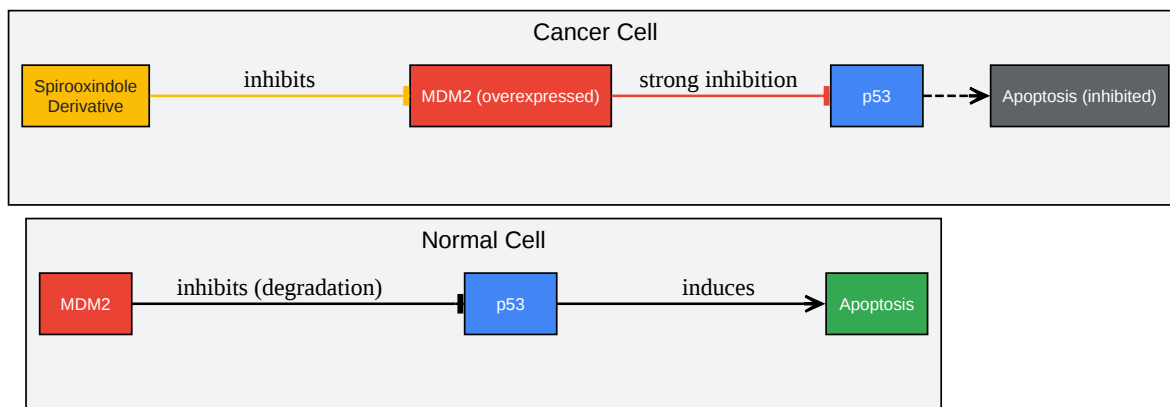 Cancer Cell
Spirooxindole
Derivative
inhibits
MDM2 (overexpressed)
strong inhibition
p53
Apoptosis (inhibited)
Normal Cell
MDM2
inhibits (degradation)
p53
induces
Apoptosis